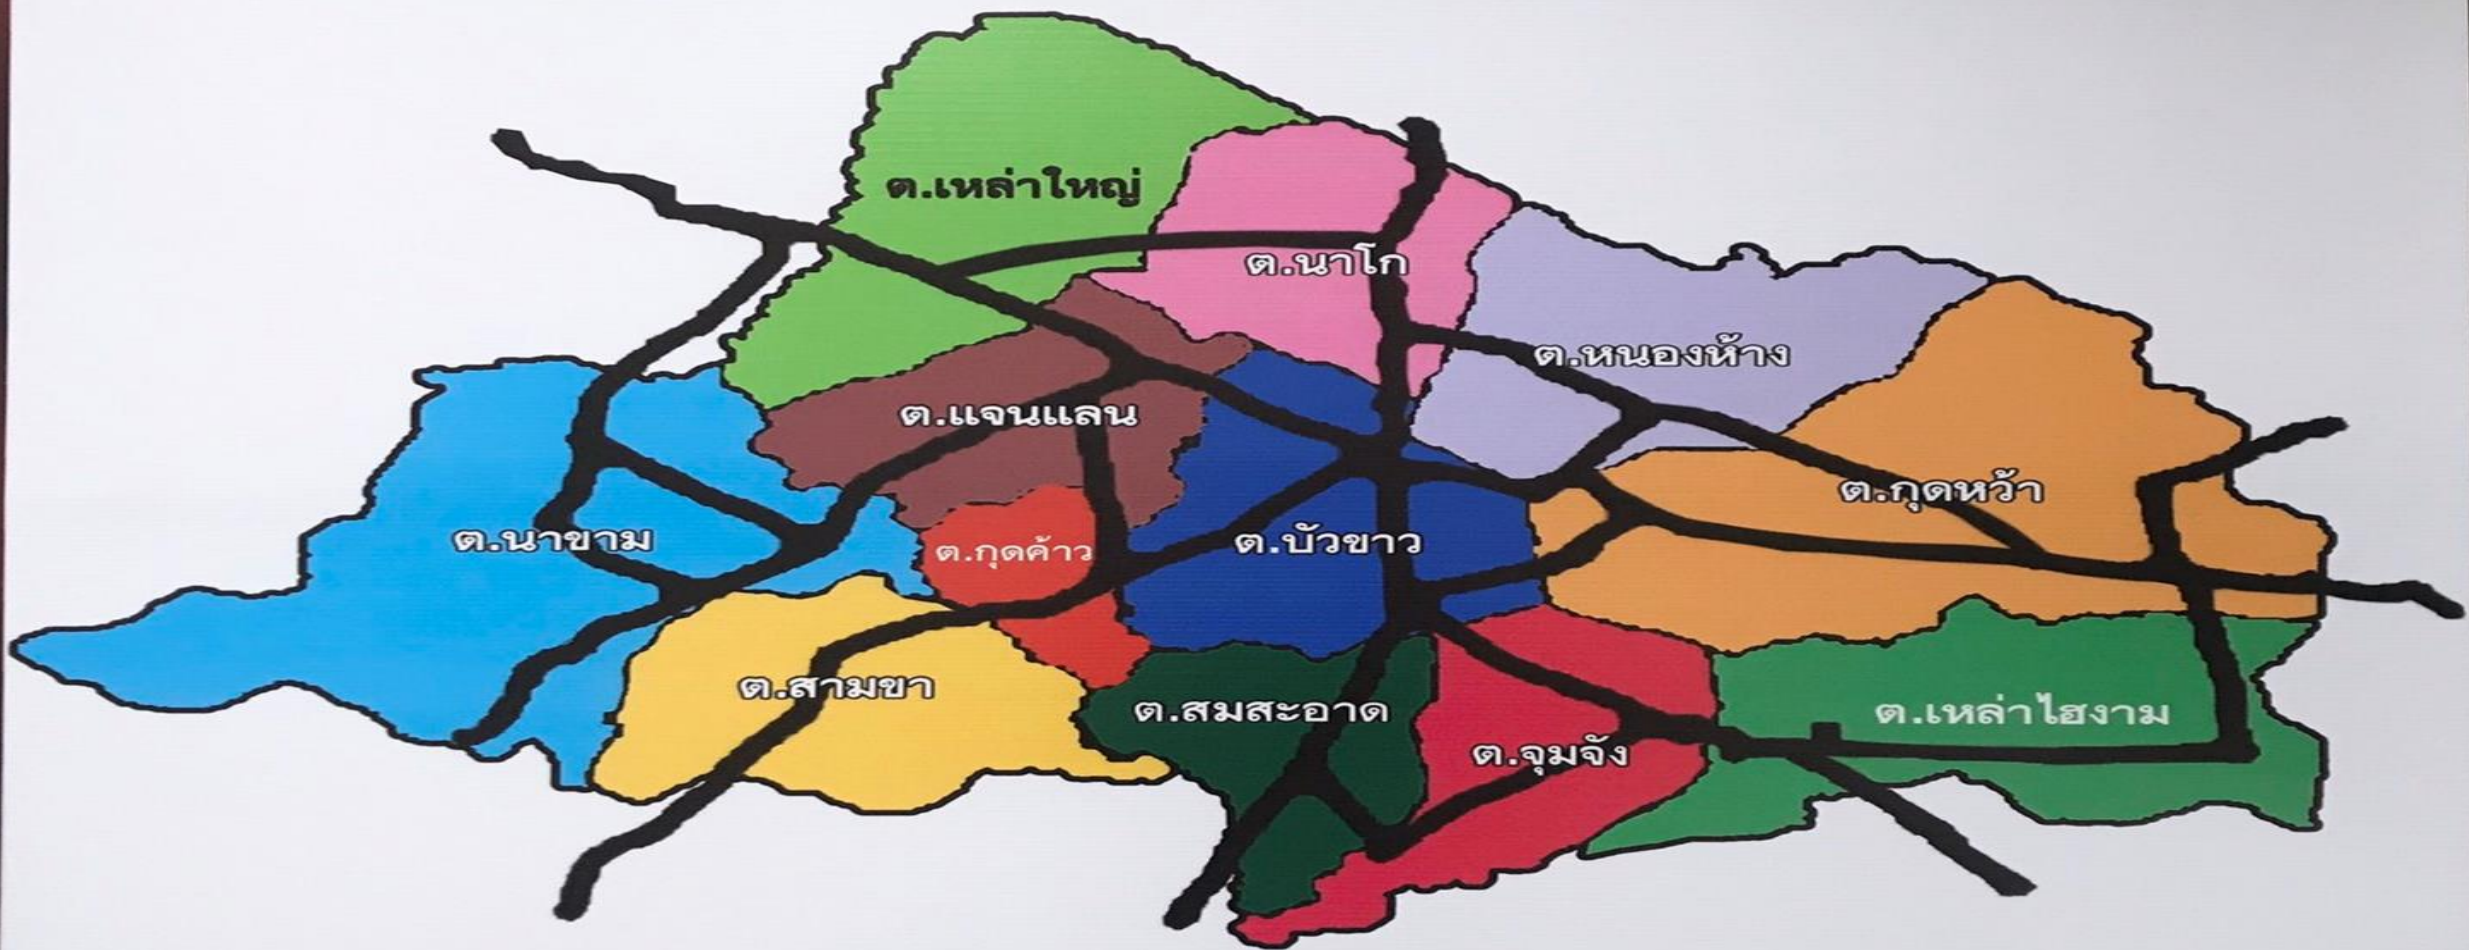 ต.เหล่าใหญ่
ต.นาโก
ต.หนองห้าง
ต.แจนแลน
ต.กุดหว้า
ต.นาขาม
ต.กุดค้าว
ต.บัวขาว
ต.สามขา
ต.สมสะอาด
ต.เหล่าไฮงาม
ต.จุมจัง